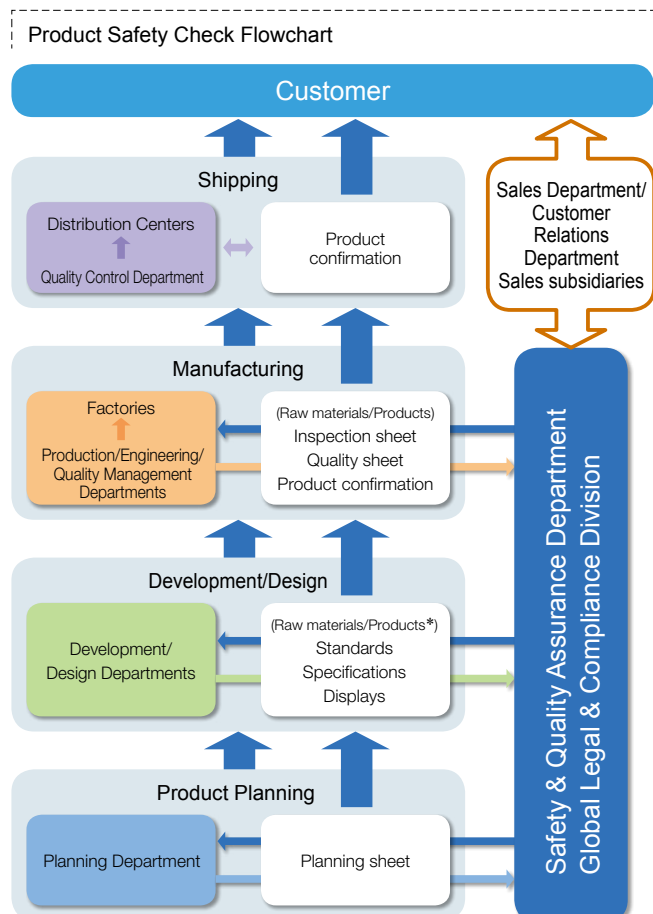 Product Safety Check Flowchart
Customer
Shipping
Distribution Centers
Quality Control Department
Product
confirmation
Sales Department/
Customer
Relations
Department
Sales subsidiaries
Manufacturing
Factories
Production/Engineering/
Quality Management
Departments
(Raw materials/Products)
Inspection sheet
Quality sheet
Product confirmation
Development/Design
Development/
Design Departments
(Raw materials/Products*)
Standards
Specifications
Displays
Product Planning
Planning Department
Planning sheet
Safety & Quality Assurance Department
Global Legal & Compliance Division